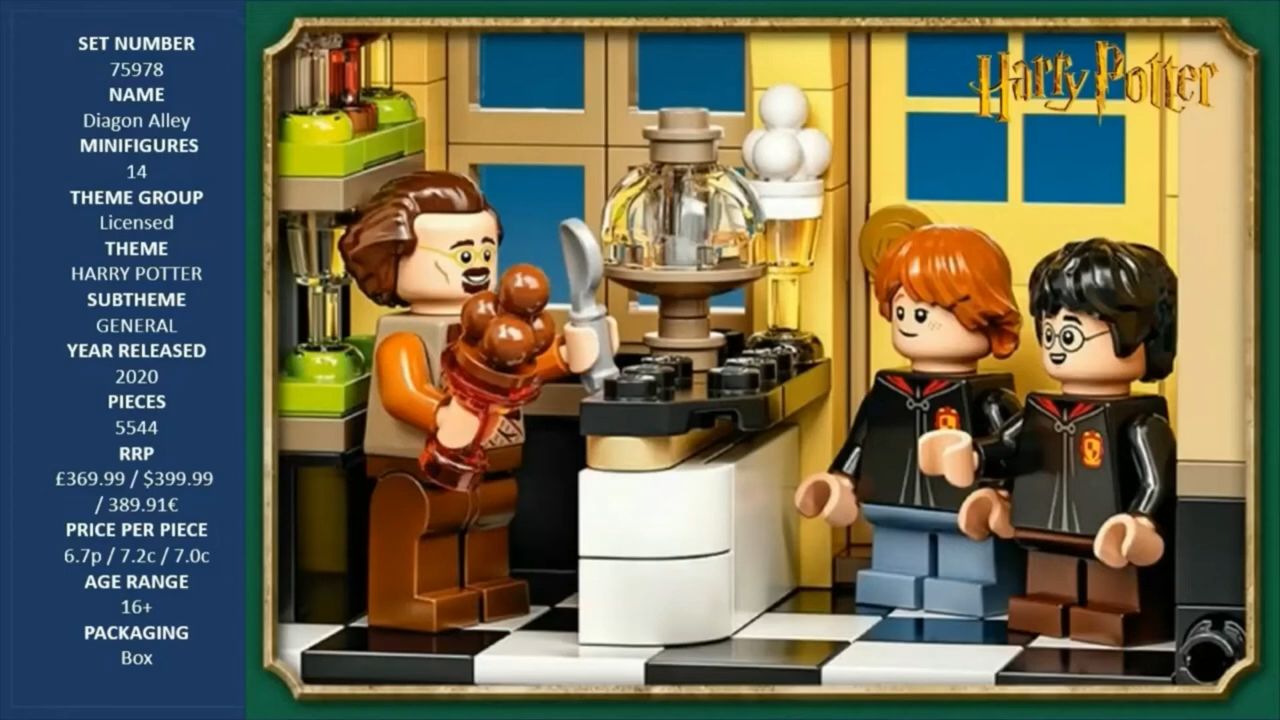 SET NUMBER
75978
NAME
Diagon Alley
MINIFIGURES
14
THEME GROUP
Licensed
THEME
HARRY POTTER
SUBTHEME
GENERAL
YEAR RELEASED
2020
PIECES
5544
RRP
£369.99 / $399.99
/ 389.91€
PRICE PER PIECE
6.7p / 7.2c / 7.0c
AGE RANGE
16+
PACKAGING
Box
Harry Potter